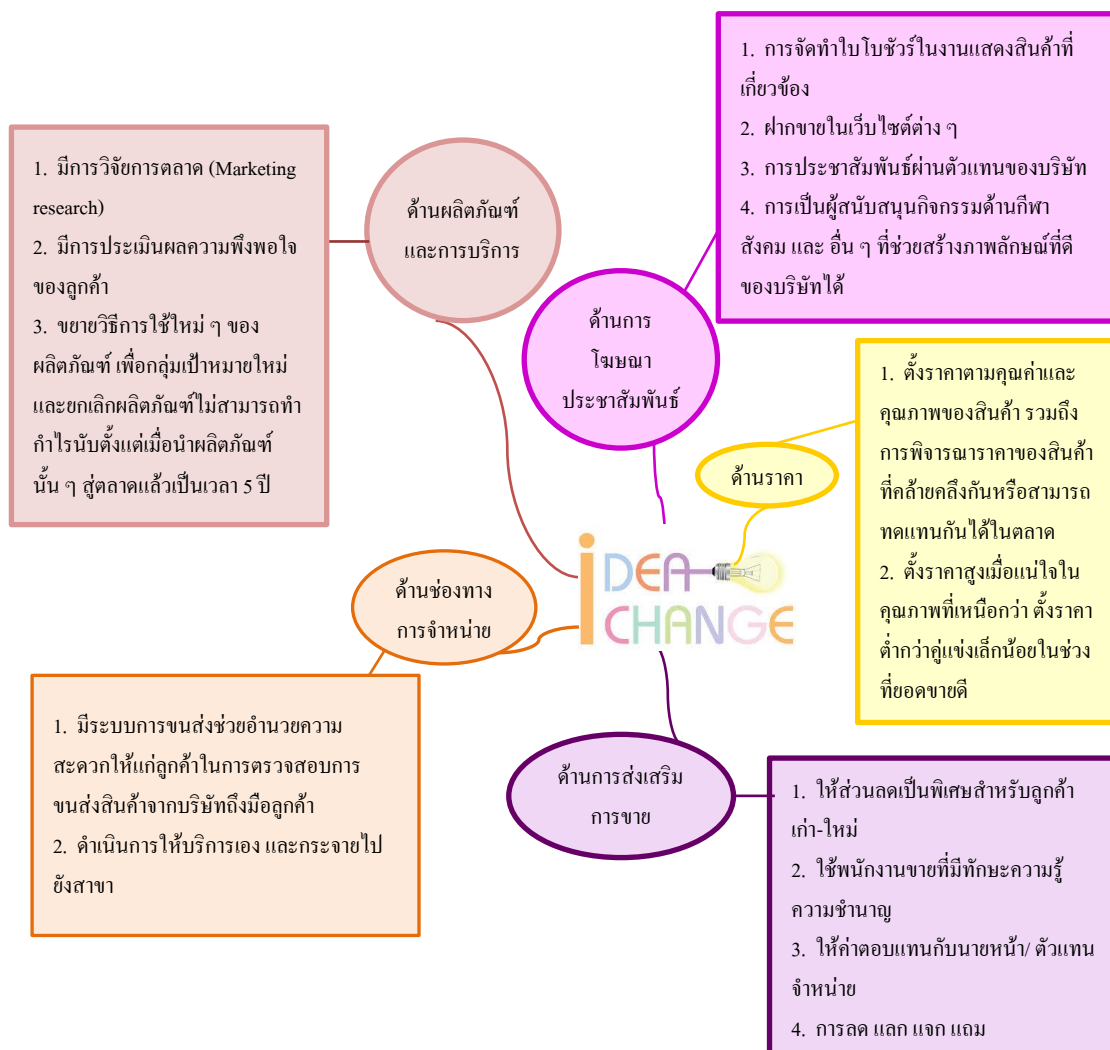 1. การจัดทำใบโบชัวร์ในงานแสดงสินค้าที่
เกี่ยวข้อง
2. ฝากขายในเว็บไซต์ต่าง ๆ
3. การประชาสัมพันธ์ผ่านตัวแทนของบริษัท
4. การเป็นผู้สนับสนุนกิจกรรมด้านกีฬา
สังคม และ อื่น ๆ ที่ช่วยสร้างภาพลักษณ์ที่ดี
ของบริษัทได้
1. มีการวิจัยการตลาด (Marketing
research)
2. มีการประเมินผลความพึงพอใจ
ของลูกค้า
3. ขยายวิธีการใช้ใหม่ ๆ ของ
ผลิตภัณฑ์ เพื่อกลุ่มเป้าหมายใหม่
และยกเลิกผลิตภัณฑ์ไม่สามารถทำ
กำไรนับตั้งแต่เมื่อนำผลิตภัณฑ์
นั้น ๆ สู่ตลาดแล้วเป็นเวลา 5 ปี
ด้านผลิตภัณฑ์
และการบริการ
ด้านการ
โฆษณา
ประชาสัมพันธ์
1. ตั้งราคาตามคุณค่าและ
คุณภาพของสินค้า รวมถึง
การพิจารณาราคาของสินค้า
ที่คล้ายคลึงกันหรือสามารถ
ทดแทนกันได้ในตลาด
2. ตั้งราคาสูงเมื่อแน่ใจใน
คุณภาพที่เหนือกว่า ตั้งราคา
ต่ำกว่าคู่แข่งเล็กน้อยในช่วง
ที่ยอดขายดี
ด้านราคา
iDEA
CHANGE
ด้านช่องทาง
การจำหน่าย
1. มีระบบการขนส่งช่วยอำนวยความ
สะดวกให้แก่ลูกค้าในการตรวจสอบการ
ขนส่งสินค้าจากบริษัทถึงมือลูกค้า
2. ดำเนินการให้บริการเอง และกระจายไป
ยังสาขา
ด้านการส่งเสริม
การขาย
1. ให้ส่วนลดเป็นพิเศษสำหรับลูกค้า
เก่า-ใหม่
2. ใช้พนักงานขายที่มีทักษะความรู้
ความชำนาญ
3. ให้ค่าตอบแทนกับนายหน้า/ ตัวแทน
จำหน่าย
4. การลด แลก แจก แถม